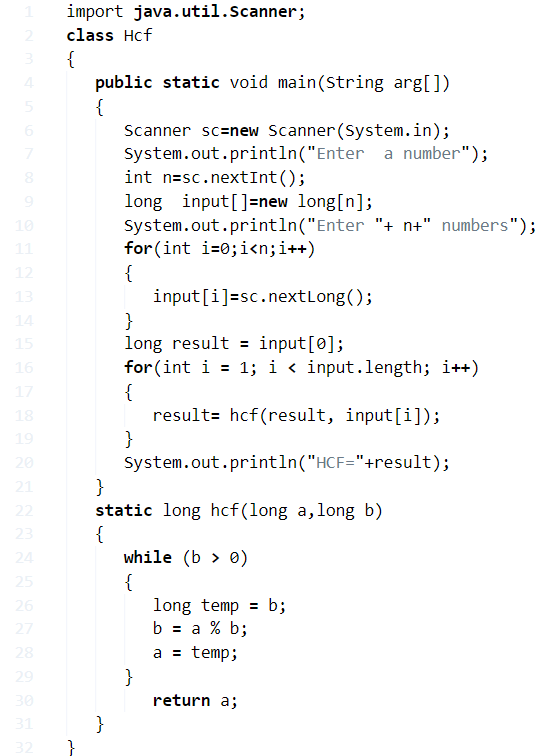 1 import java.util.Scanner;
2 class Hcf
3 {
4 public static void main(String arg[])
5 {
6 Scanner sc=new Scanner(System.in);
7 System.out.println("Enter  a number");
8 int n=sc.nextInt();
9 long  input[]=new long[n];
10 System.out.println("Enter "+ n+" numbers");
11 for(int i=0;i<n;i++)
12 {
13 input[i]=sc.nextLong();
14 }
15 long result = input[0];
16 for(int i = 1; i < input.length; i++)
17 {
18 result= hcf(result, input[i]);
19 }
20 System.out.println("HCF="+result);
21 }
22 static long hcf(long a,long b)
23 {
24 while (b > 0)
25 {
26 long temp = b;
27 b = a % b;
28 a = temp;
29 }
30 return a;
31 }
32 }